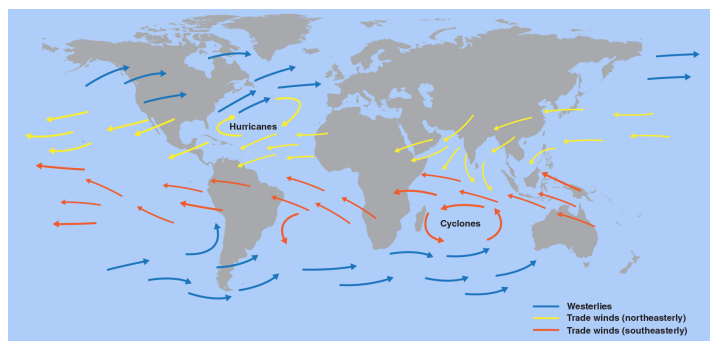 Hurricanes
Cyclones
Westerlies
Trade winds (northeasterly)
Trade winds (southeasterly)